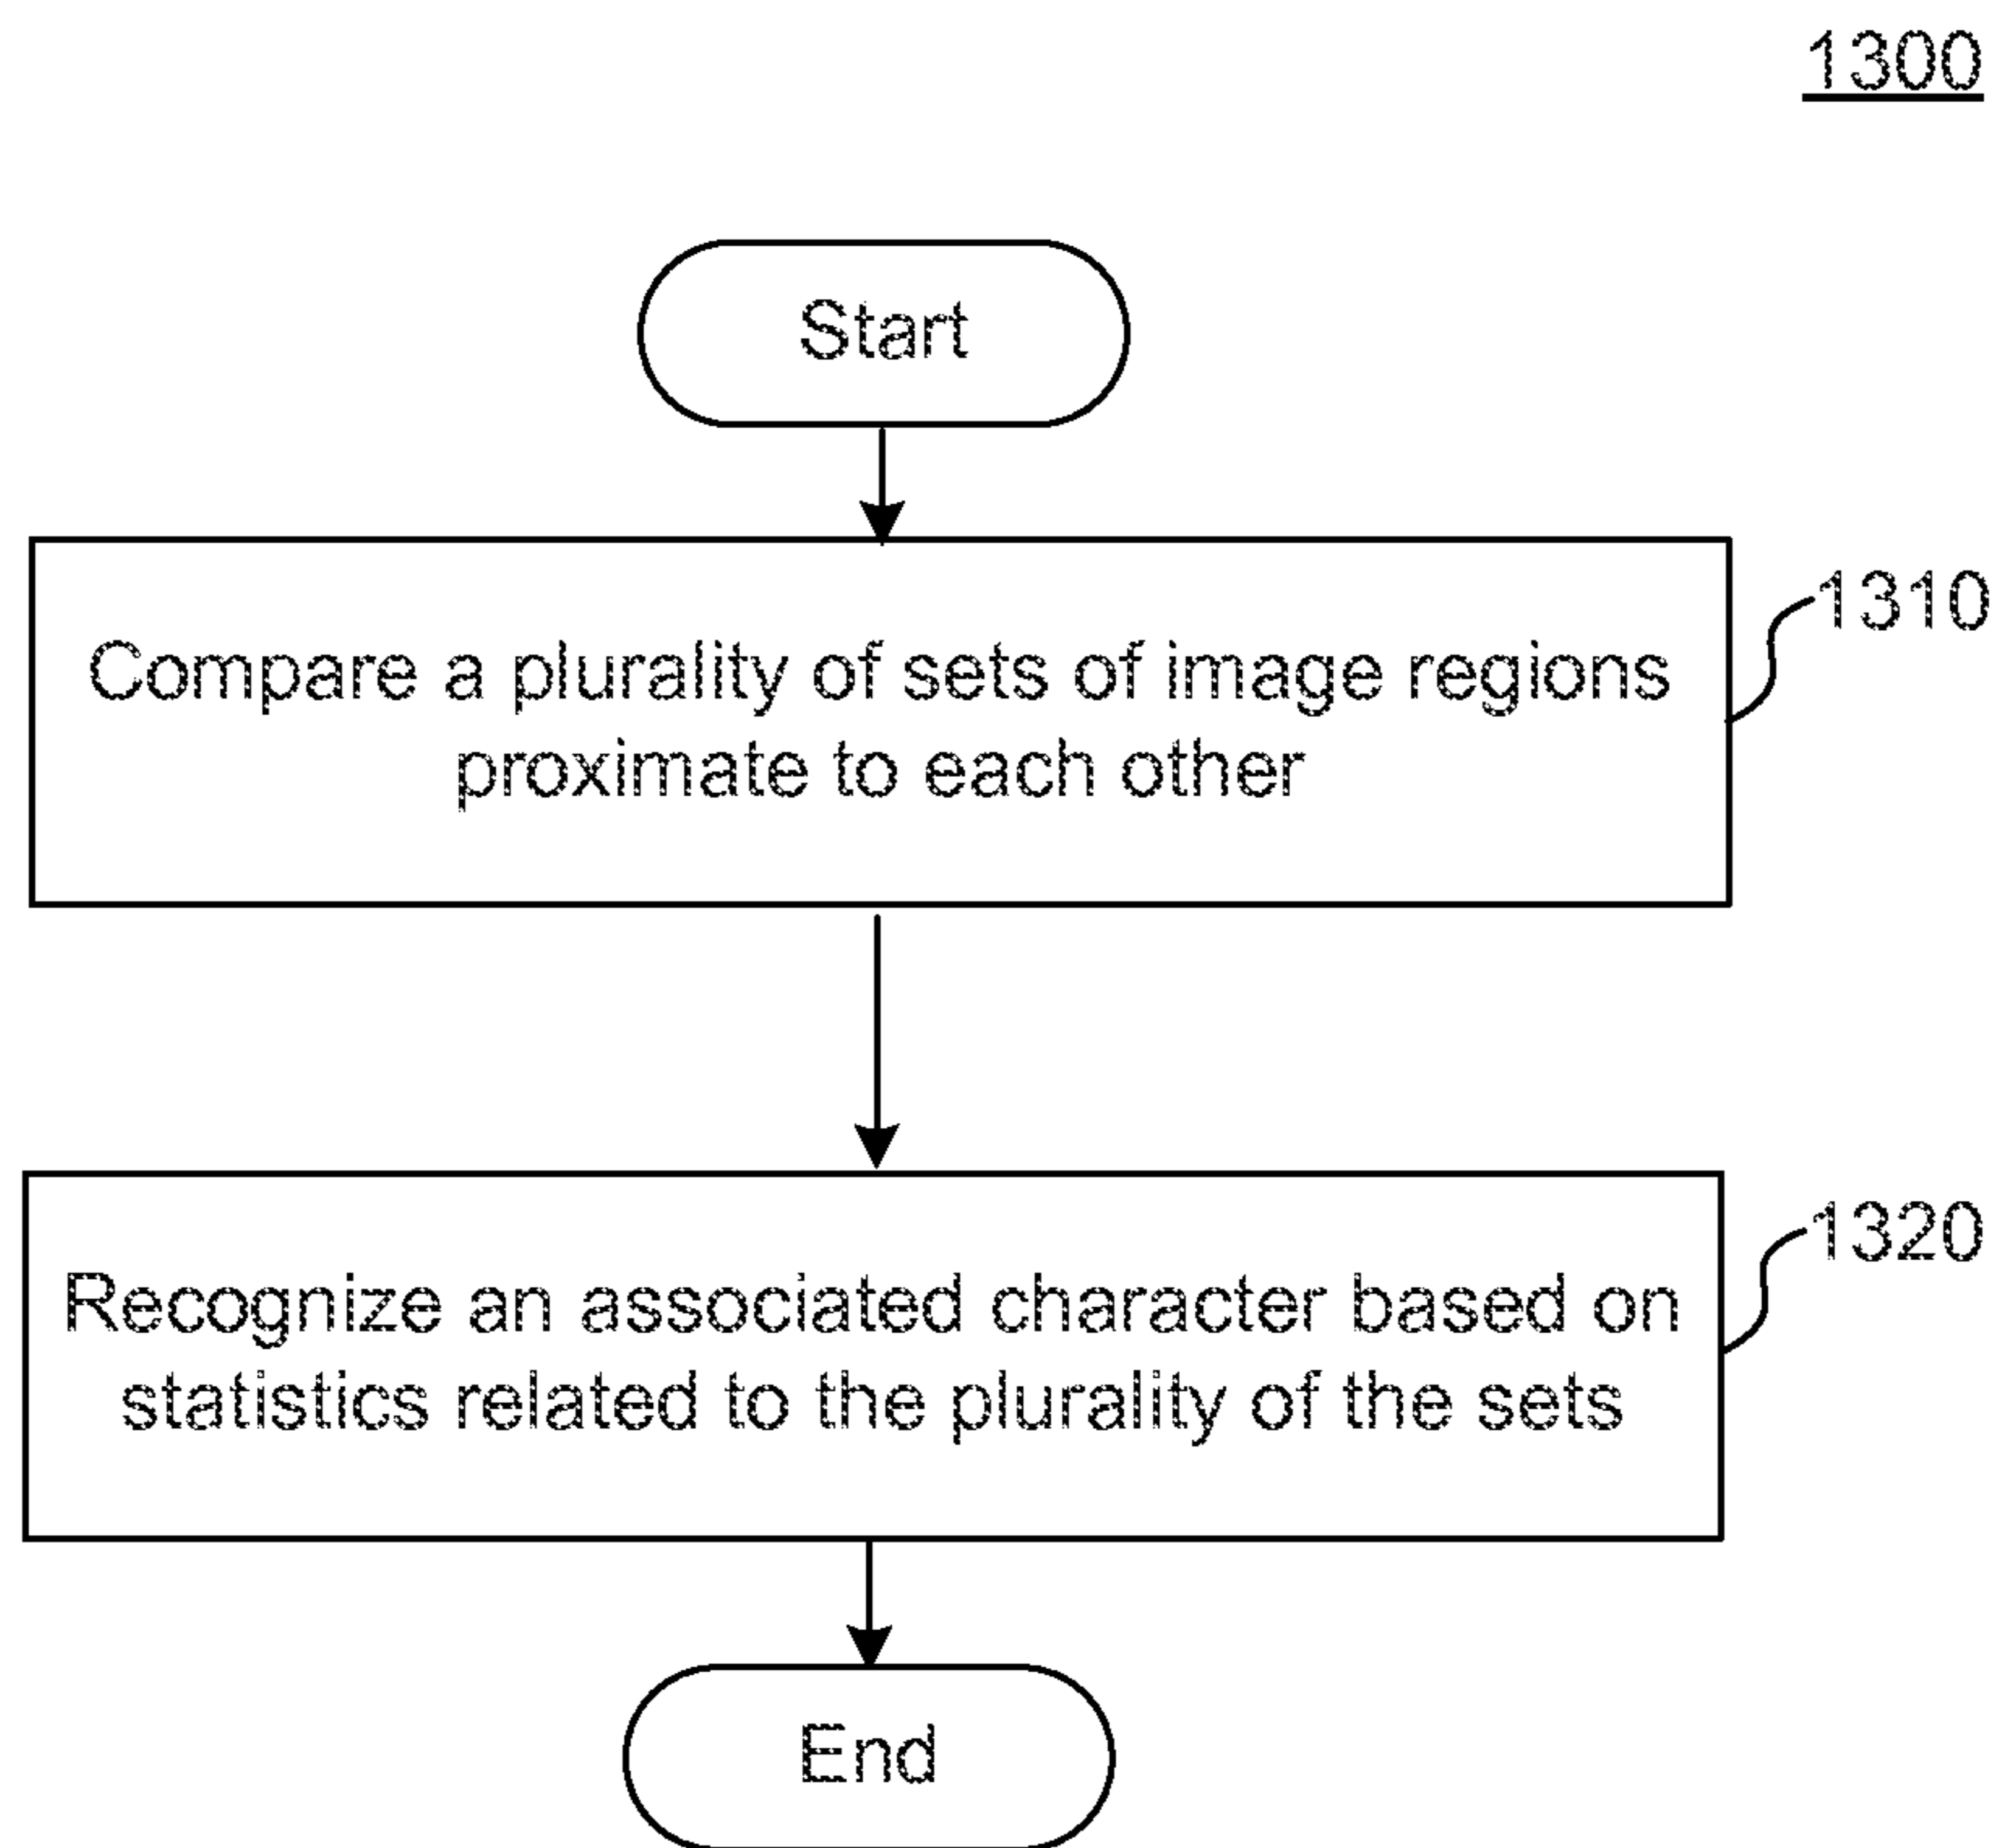 1300
Start
1310
Compare a plurality of sets of image regions
proximate to each other
1320
Recognize an associated character based on
statistics related to the plurality of the sets
End